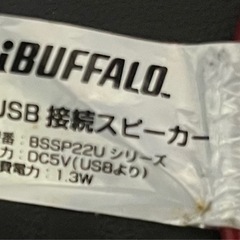 iBUFFALO
USB 接続スピーカー
番: BSSP22U シリーズ
力: DC5V(USBより)
費電力: 1.3W